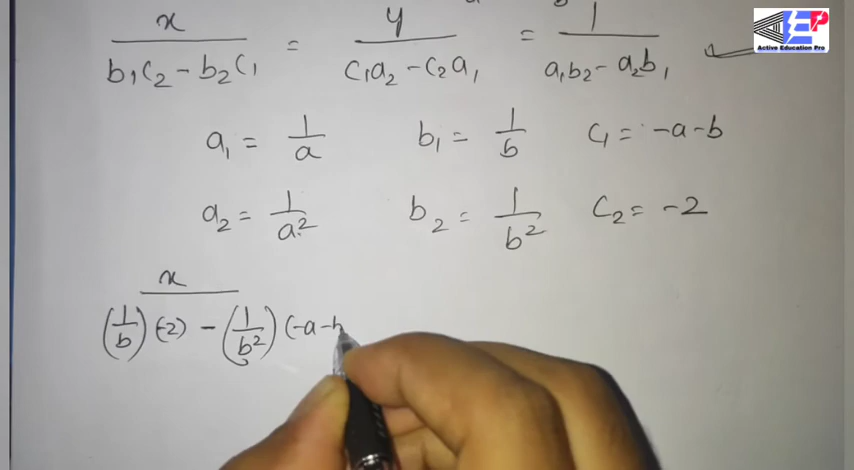 x / (b₁c₂ - b₂c₁) = y / (c₁a₂ - c₂a₁) = 1 / (a₁b₂ - a₂b₁)
EP
Active Education Pro
a₁ = 1/a b₁ = 1/b c₁ = -a-b
a₂ = 1/a² b₂ = 1/b² c₂ = -2
x / (1/b)(-2) - (1/b²)(-a-b